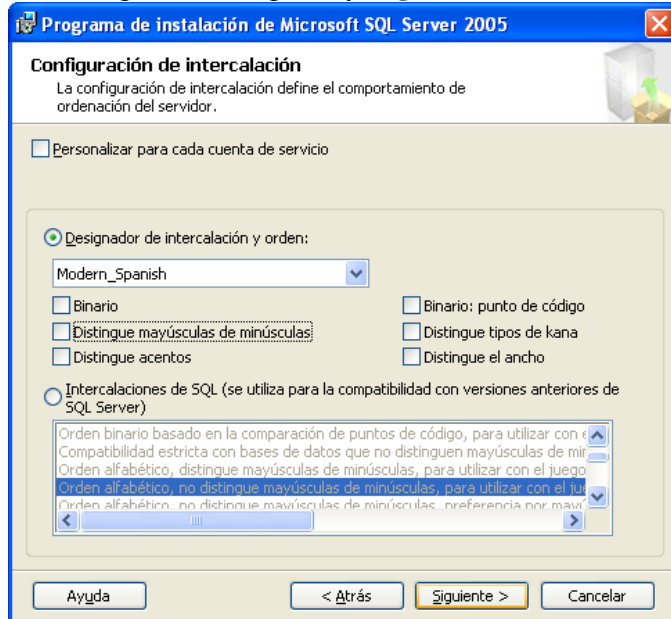 Programa de instalación de Microsoft SQL Server 2005
Configuración de intercalación
La configuración de intercalación define el comportamiento de
ordenación del servidor.
Personalizar para cada cuenta de servicio
Designador de intercalación y orden:
Modern_Spanish
Binario
Binario: punto de código
Distingue mayúsculas de minúsculas
Distingue tipos de kana
Distingue acentos
Distingue el ancho
Intercalaciones de SQL (se utiliza para la compatibilidad con versiones anteriores de
SQL Server)
Orden binario basado en la comparación de puntos de código, para utilizar con
Compatibilidad estricta con bases de datos que no distinguen mayúsculas de
Orden alfabético, distingue mayúsculas de minúsculas, para utilizar con el juego
Orden alfabético, no distingue mayúsculas de minúsculas, para utilizar con el
Orden alfabético, no distingue mayúsculas de minúsculas, preferencia por
Ayuda
< Atrás
Siguiente >
Cancelar